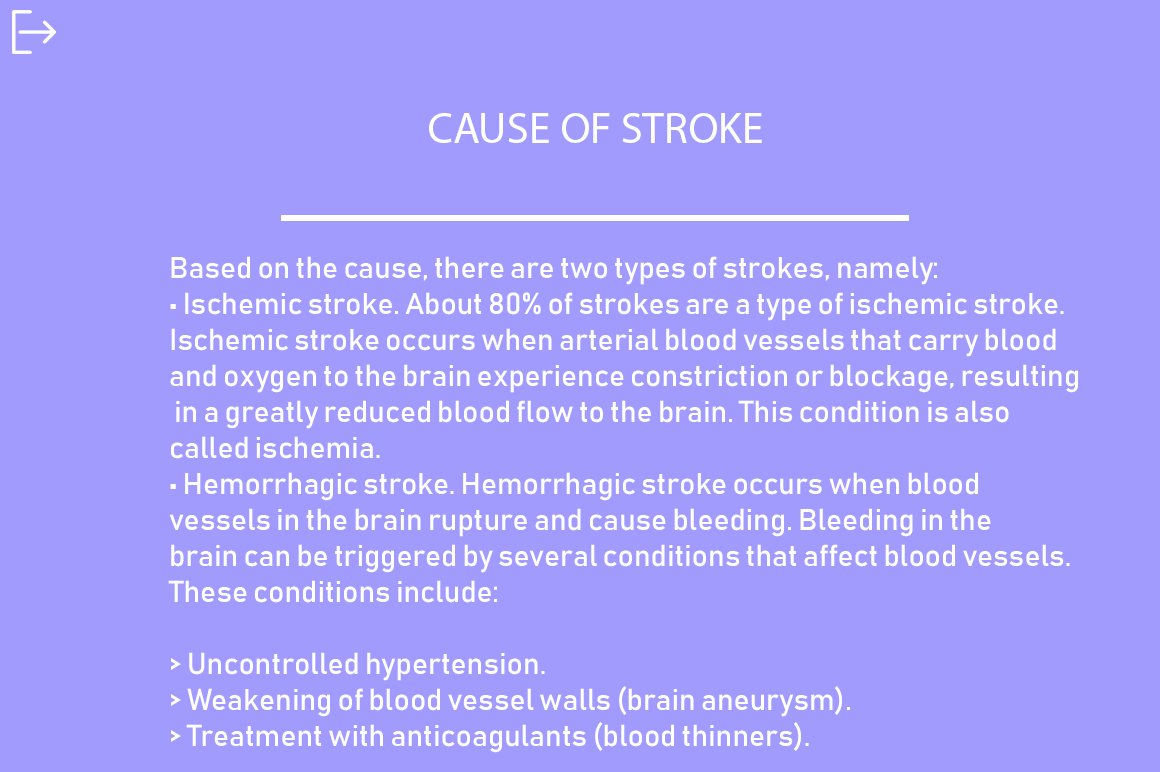 CAUSE OF STROKE
Based on the cause, there are two types of strokes, namely:
▪ Ischemic stroke. About 80% of strokes are a type of ischemic stroke.
Ischemic stroke occurs when arterial blood vessels that carry blood
and oxygen to the brain experience constriction or blockage, resulting
in a greatly reduced blood flow to the brain. This condition is also
called ischemia.
▪ Hemorrhagic stroke. Hemorrhagic stroke occurs when blood
vessels in the brain rupture and cause bleeding. Bleeding in the
brain can be triggered by several conditions that affect blood vessels.
These conditions include:
> Uncontrolled hypertension.
> Weakening of blood vessel walls (brain aneurysm).
> Treatment with anticoagulants (blood thinners).